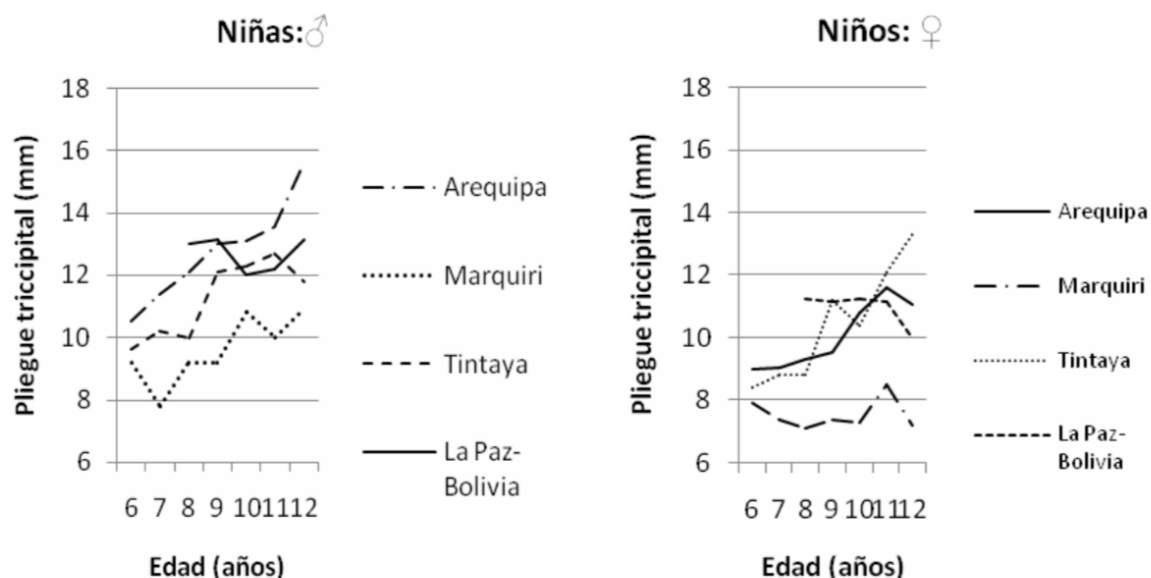 Niñas:♂
Pliegue triccipital (mm)
18
16
14
12
10
8
6
6 7 8 9 10 11 12
Edad (años)
Arequipa
Marquiri
Tintaya
La Paz-
Bolivia
Niños: ♀
Pliegue triccipital (mm)
18
16
14
12
10
8
6
6 7 8 9 10 11 12
Edad (años)
Arequipa
Marquiri
Tintaya
La Paz-
Bolivia